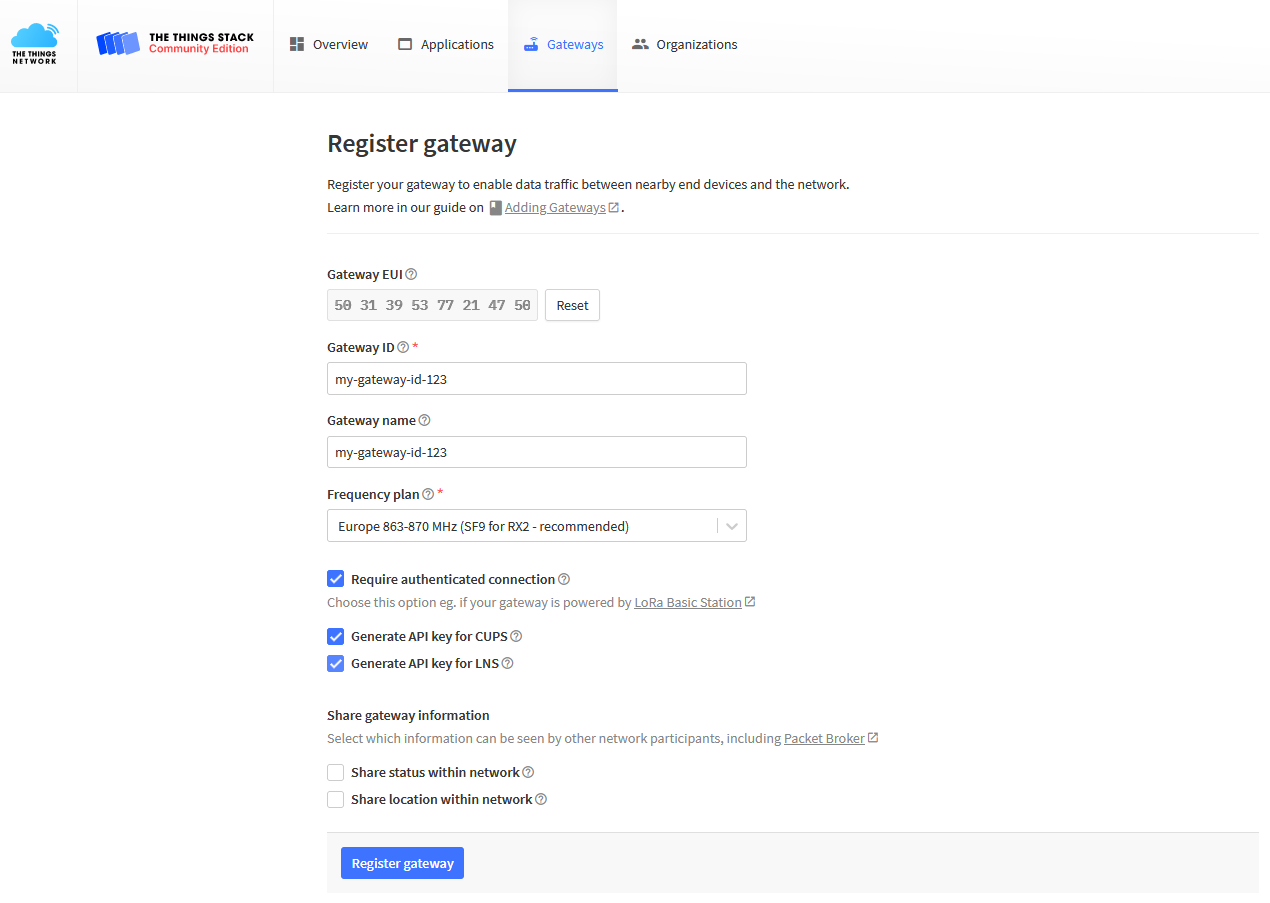 THE THINGS
NETWORK
THE THINGS STACK
Community Edition
Overview
Applications
Gateways
Organizations
Register gateway
Register your gateway to enable data traffic between nearby end devices and the network.
Learn more in our guide on Adding Gateways.
Gateway EUI
50 31 39 53 77 21 47 50
Reset
Gateway ID *
my-gateway-id-123
Gateway name
my-gateway-id-123
Frequency plan *
Europe 863-870 MHz (SF9 for RX2 - recommended)
Require authenticated connection
Choose this option eg. if your gateway is powered by LoRa Basic Station
Generate API key for CUPS
Generate API key for LNS
Share gateway information
Select which information can be seen by other network participants, including Packet Broker
Share status within network
Share location within network
Register gateway